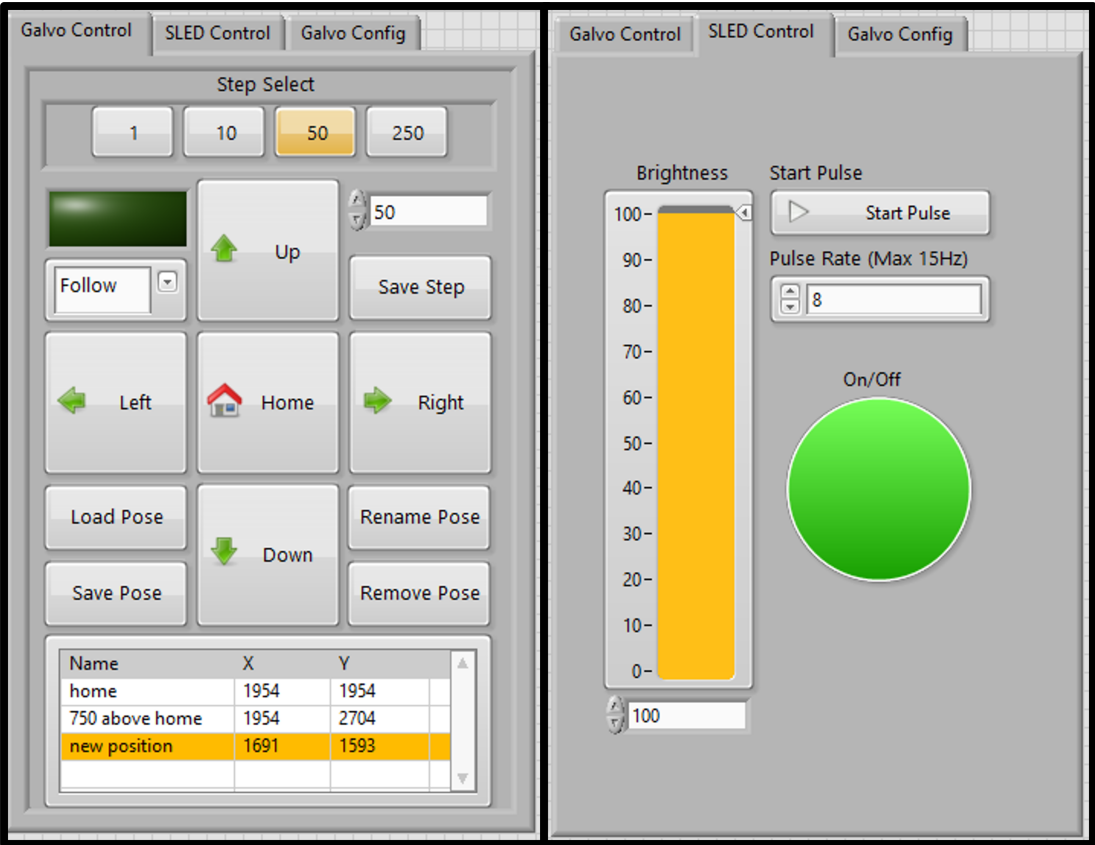 Galvo Control SLED Control Galvo Config
Step Select
1 10 50 250
50
Up
Follow
Save Step
Left Home Right
Load Pose
Down
Rename Pose
Save Pose
Remove Pose
Name X Y
home 1954 1954
750 above home 1954 2704
new position 1691 1593
Galvo Control SLED Control Galvo Config
Brightness
100
90
80
70
60
50
40
30
20
10
0
100
Start Pulse
Start Pulse
Pulse Rate (Max 15Hz)
8
On/Off